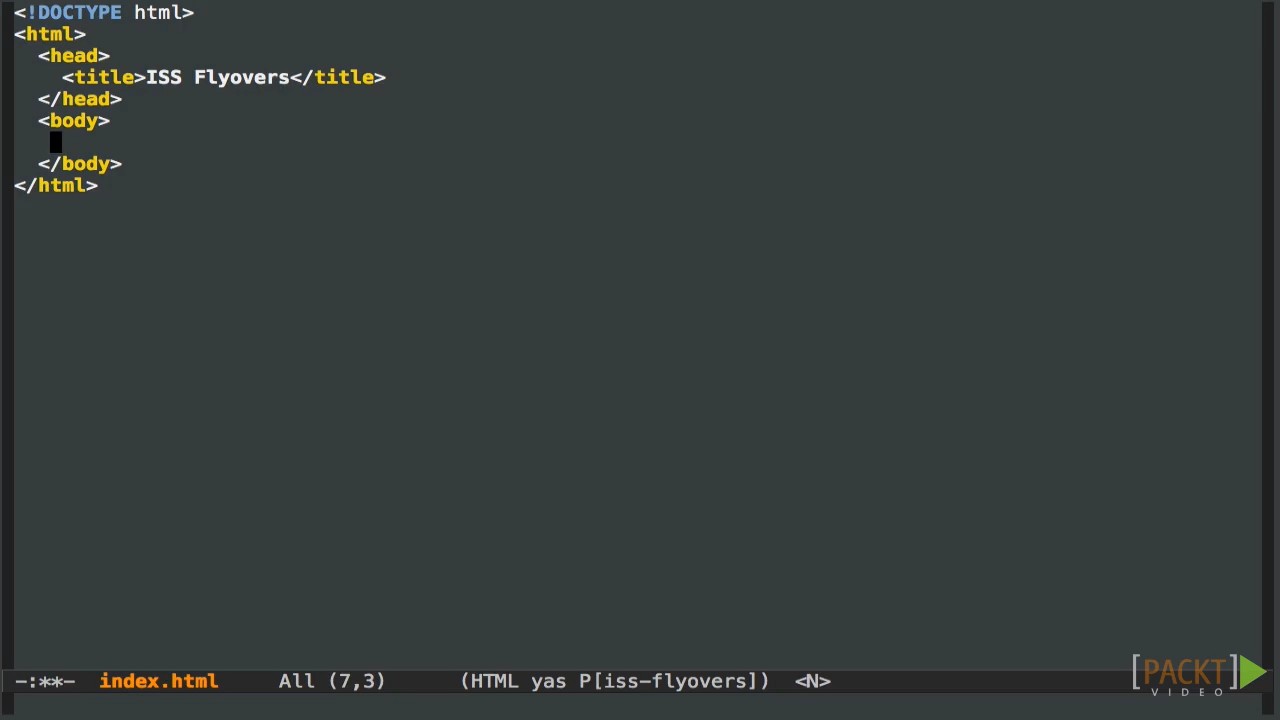 <!DOCTYPE html>
<html>
  <head>
    <title>ISS Flyovers</title>
  </head>
  <body>
  </body>
</html>
-:**-  index.html     All (7,3)      (HTML yas P[iss-flyovers])  <N>
[PACKT]
VIDEO